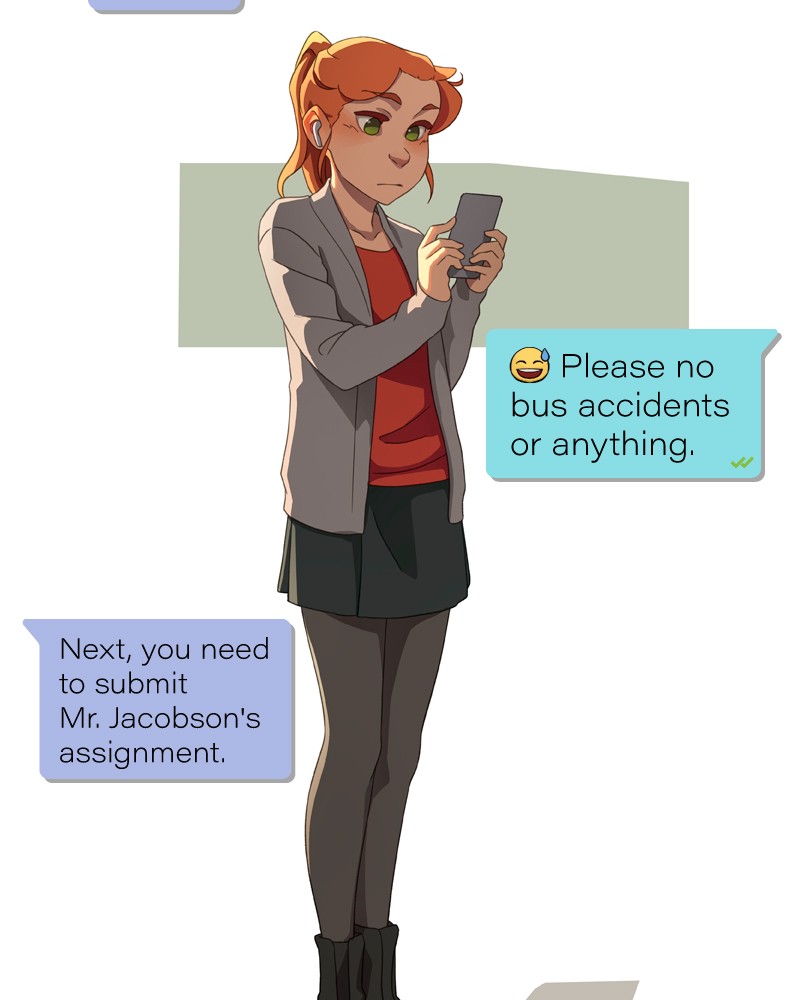 😅 Please no
bus accidents
or anything.
Next, you need
to submit
Mr. Jacobson's
assignment.